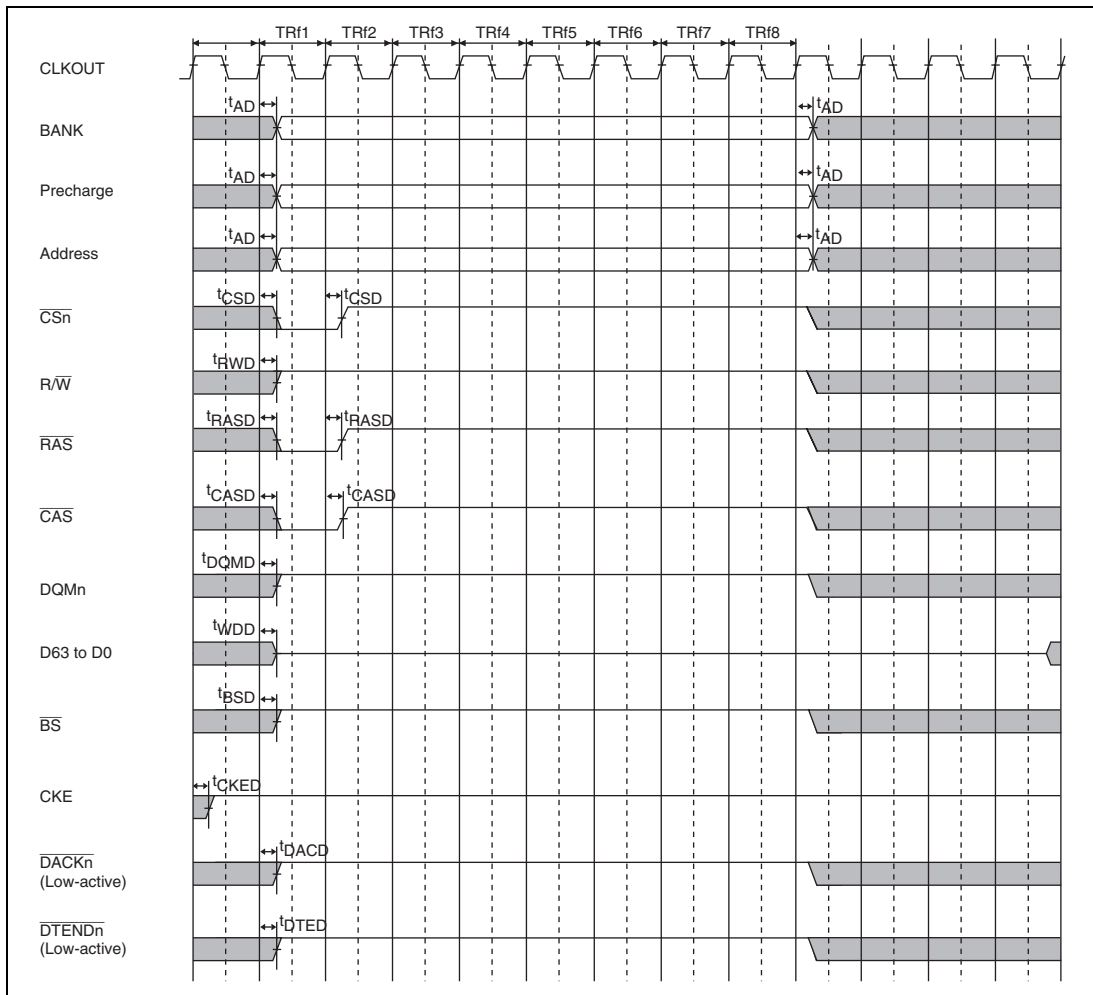 TRf1 TRf2 TRf3 TRf4 TRf5 TRf6 TRf7 TRf8
CLKOUT
tAD tAD
BANK
tAD tAD
Precharge
tAD tAD
Address
tCSD tCSD
CSn
tRWD
R/W
tRASD tRASD
RAS
tCASD tCASD
CAS
tDQMD
DQMn
tWDD
D63 to D0
tBSD
BS
tCKED
CKE
tDACD
DACKn
(Low-active)
tDTED
DTENDn
(Low-active)